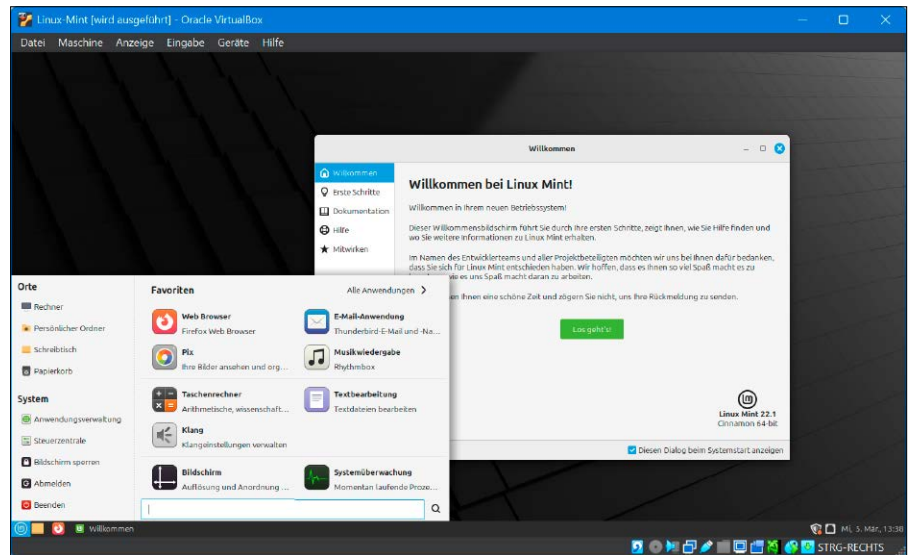 Linux-Mint [wird ausgeführt] - Oracle VirtualBox
Datei Maschine Anzeige Eingabe Geräte Hilfe
Willkommen
Willkommen
Erste Schritte
Dokumentation
Hilfe
Mitwirken
Willkommen bei Linux Mint!
Willkommen in Ihrem neuen Betriebssystem!
Dieser Willkommensbildschirm führt Sie durch Ihre ersten Schritte, zeigt Ihnen, wie Sie Hilfe finden und
wo Sie weitere Informationen zu Linux Mint erhalten.
Im Namen des Entwicklerteams und aller Projektbeteiligten möchten wir uns bei Ihnen dafür bedanken,
dass Sie sich für Linux Mint entschieden haben. Wir hoffen, dass es Ihnen so viel Spaß macht es zu
wie es uns Spaß macht daran zu arbeiten.
en Ihnen eine schöne Zeit und zögern Sie nicht, uns Ihre Rückmeldung zu senden.
Los geht's!
Linux Mint 22.1
Cinnamon 64-bit
Diesen Dialog beim Systemstart anzeigen
Orte
Rechner
Persönlicher Ordner
Schreibtisch
Papierkorb
System
Anwendungsverwaltung
Steuerzentrale
Bildschirm sperren
Abmelden
Beenden
Favoriten
Alle Anwendungen
Web Browser
Firefox Web Browser
E-Mail-Anwendung
Thunderbird-E-Mail und -Na...
Pix
Ihre Bilder ansehen und org...
Musikwiedergabe
Rhythmbox
Taschenrechner
Arithmetische, wissenschaft...
Textbearbeitung
Textdateien bearbeiten
Klang
Klangeinstellungen verwalten
Bildschirm
Auflösung und Anordnung ...
Systemüberwachung
Momentan laufende Proze...
Willkommen
Mi, 5. Mär, 13:38
STRG-RECHTS